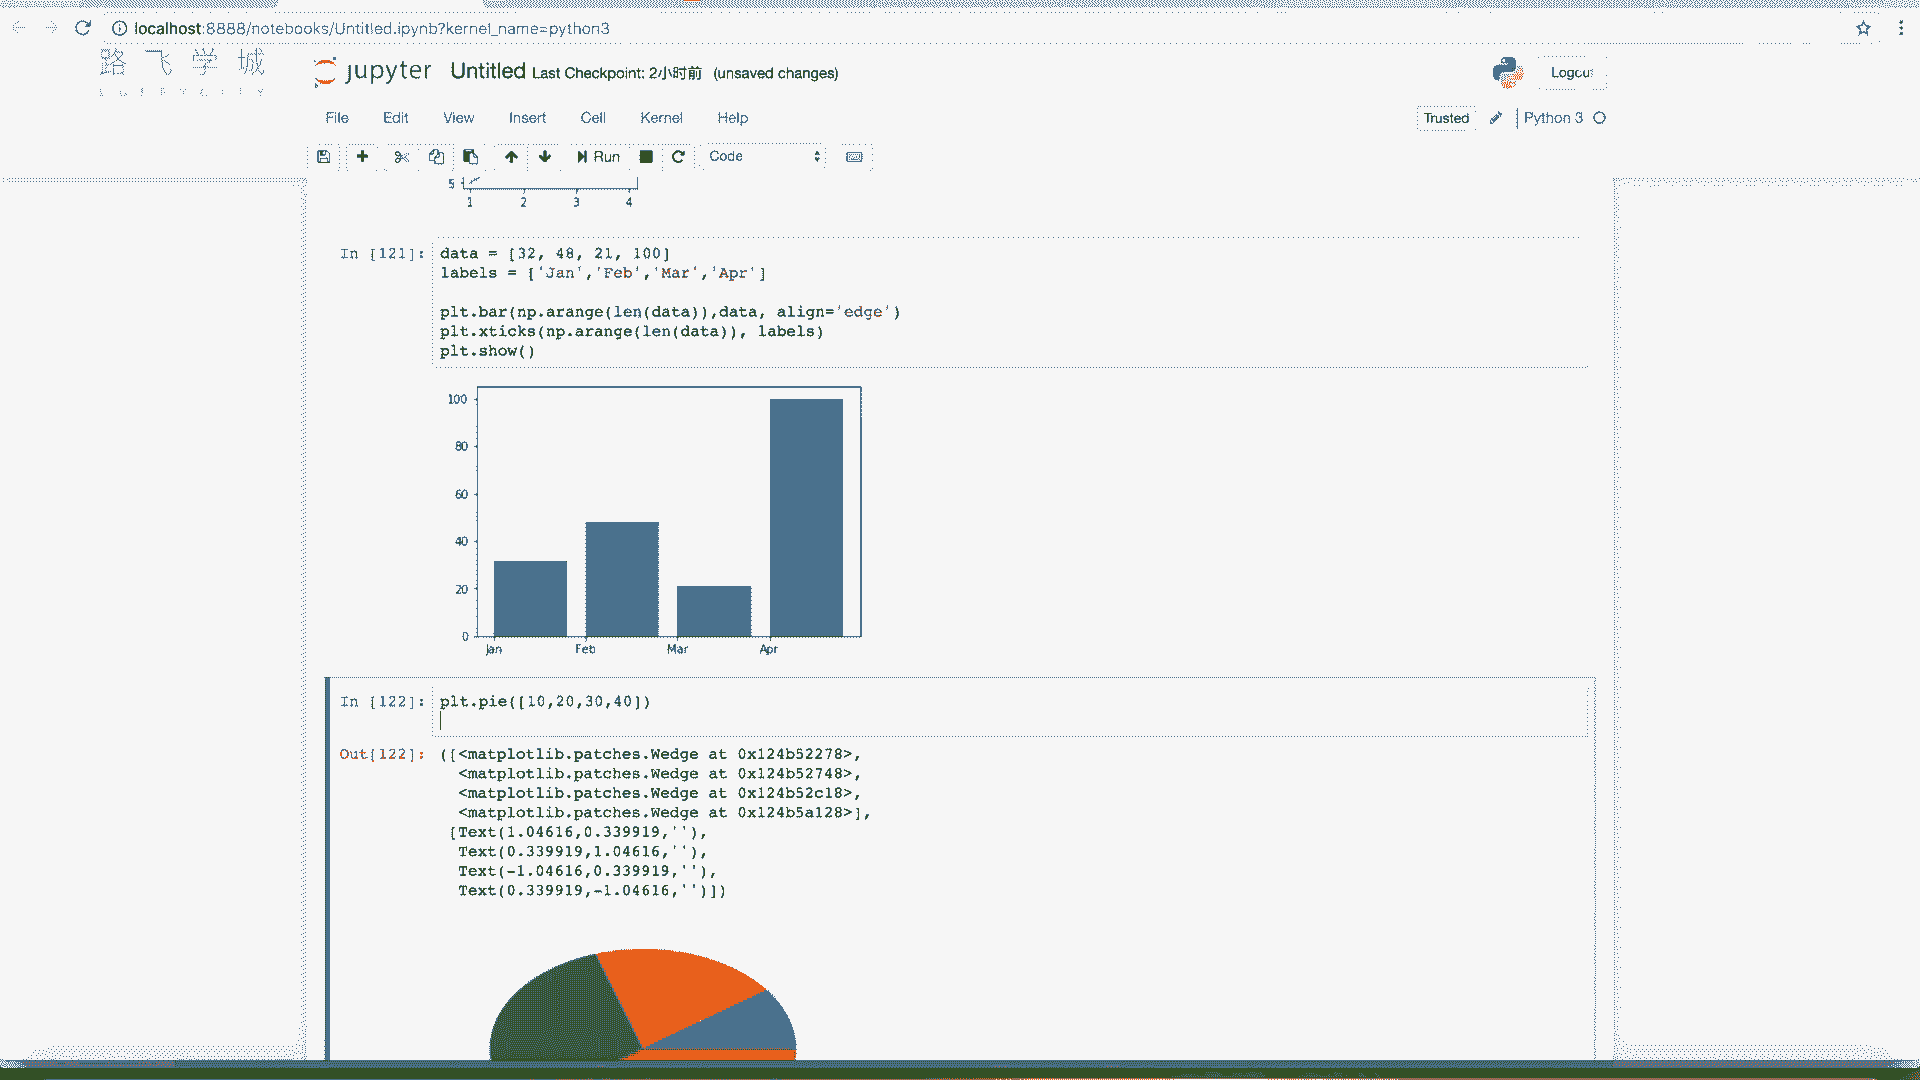 localhost:8888/notebooks/Untitled.ipynb?kernel_name=python3
路飞学城
jupyter Untitled Last Checkpoint: 2小时前 (unsaved changes)
Logout
File Edit View Insert Cell Kernel Help
Trusted Python 3
Run Code
5
1 2 3 4
In [121]: data = [32, 48, 21, 100]
labels = ['Jan','Feb','Mar','Apr']
plt.bar(np.arange(len(data)),data, align='edge')
plt.xticks(np.arange(len(data)), labels)
plt.show()
100
80
60
40
20
0
Jan Feb Mar Apr
In [122]: plt.pie([10,20,30,40])
Out[122]: ([<matplotlib.patches.Wedge at 0x124b52278>,
<matplotlib.patches.Wedge at 0x124b52748>,
<matplotlib.patches.Wedge at 0x124b52c18>,
<matplotlib.patches.Wedge at 0x124b5a128>],
[Text(1.04616,0.339919,''),
Text(0.339919,1.04616,''),
Text(-1.04616,0.339919,''),
Text(0.339919,-1.04616,'')])